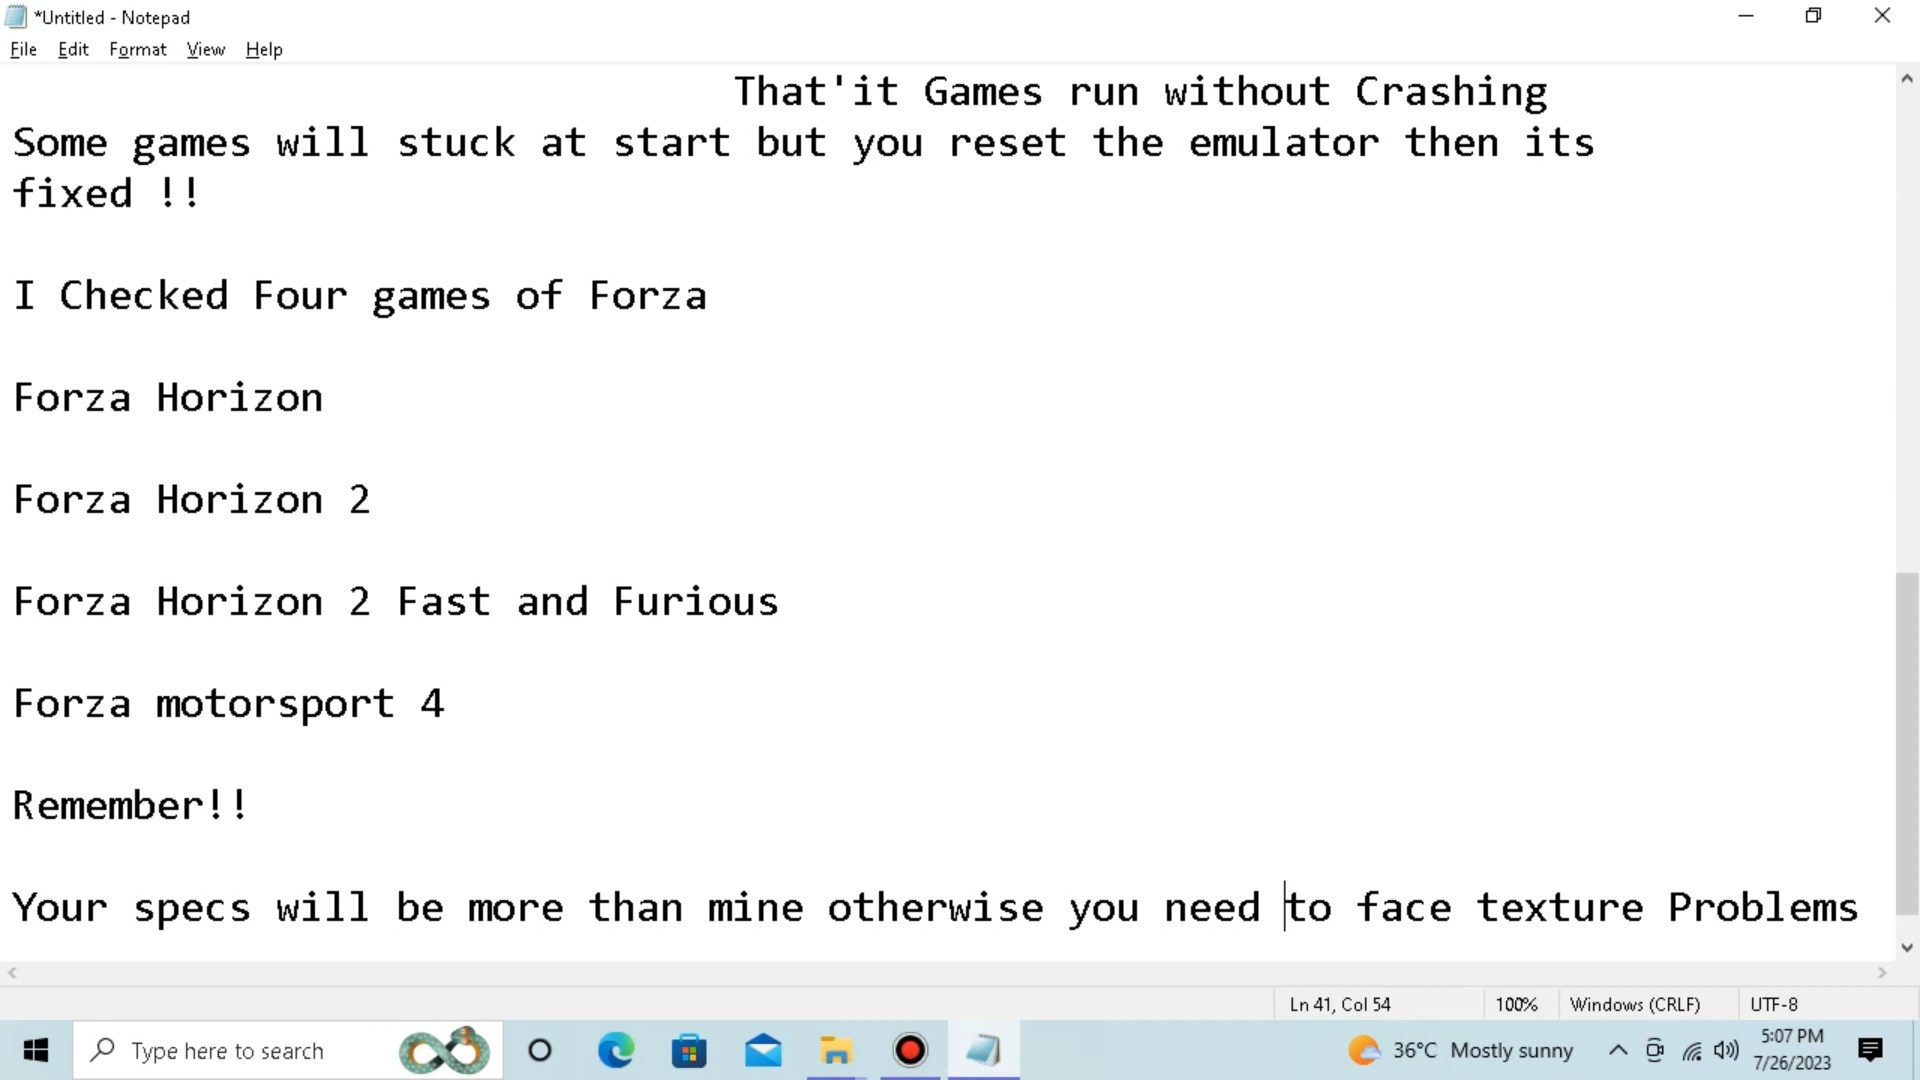 *Untitled - Notepad
File Edit Format View Help
That'it Games run without Crashing
Some games will stuck at start but you reset the emulator then its
fixed !!
I Checked Four games of Forza
Forza Horizon
Forza Horizon 2
Forza Horizon 2 Fast and Furious
Forza motorsport 4
Remember!!
Your specs will be more than mine otherwise you need to face texture Problems
Ln 41, Col 54 100% Windows (CRLF) UTF-8
Type here to search
36°C Mostly sunny
5:07 PM
7/26/2023